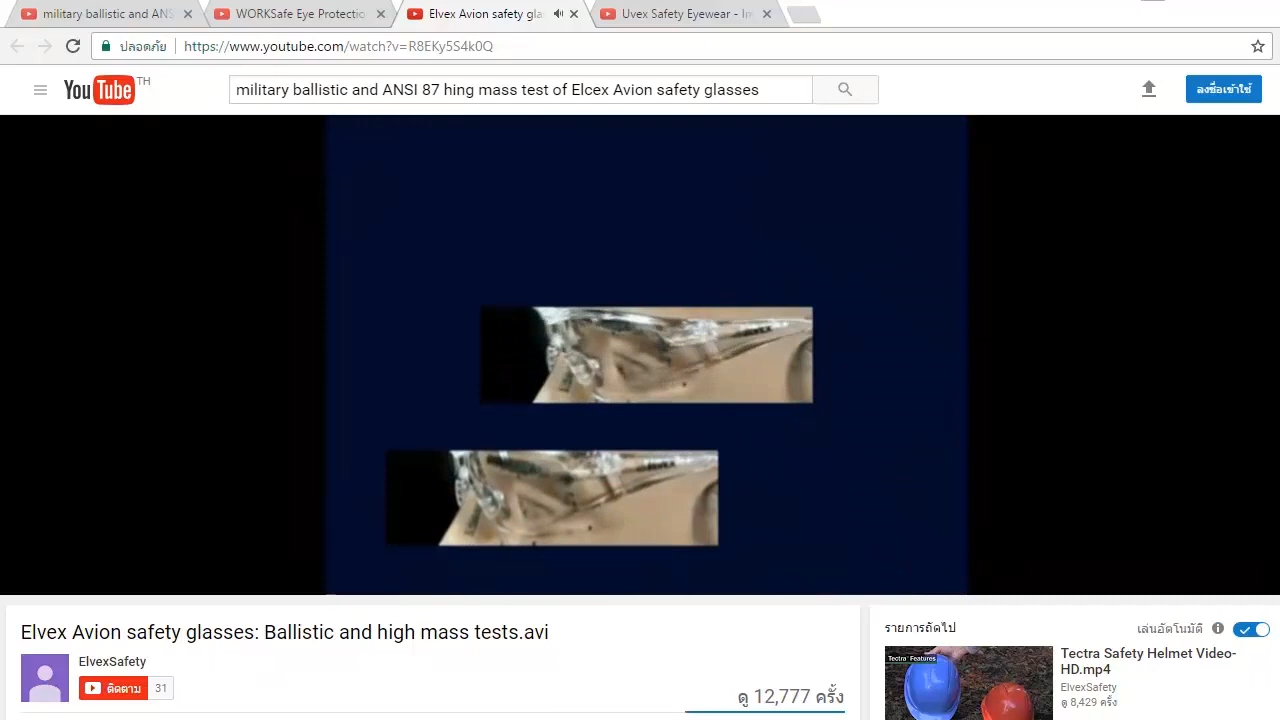 military ballistic and ANS
WORKSafe Eye Protectio
Elvex Avion safety gla
Uvex Safety Eyewear - In
ปลอดภัย
https://www.youtube.com/watch?v=R8EKy5S4k0Q
YouTube TH
military ballistic and ANSI 87 hing mass test of Elcex Avion safety glasses
ลงชื่อเข้าใช้
Elvex Avion safety glasses: Ballistic and high mass tests.avi
ElvexSafety
ติดตาม 31
ดู 12,777 ครั้ง
รายการถัดไป
เล่นอัตโนมัติ
Tectra Features
Tectra Safety Helmet Video-
HD.mp4
ElvexSafety
ดู 8,429 ครั้ง